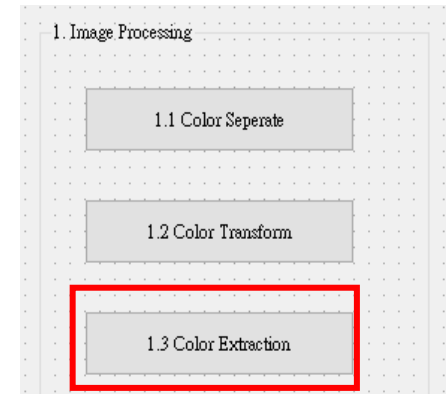 1. Image Processing
1.1 Color Seperate
1.2 Color Transform
1.3 Color Extraction